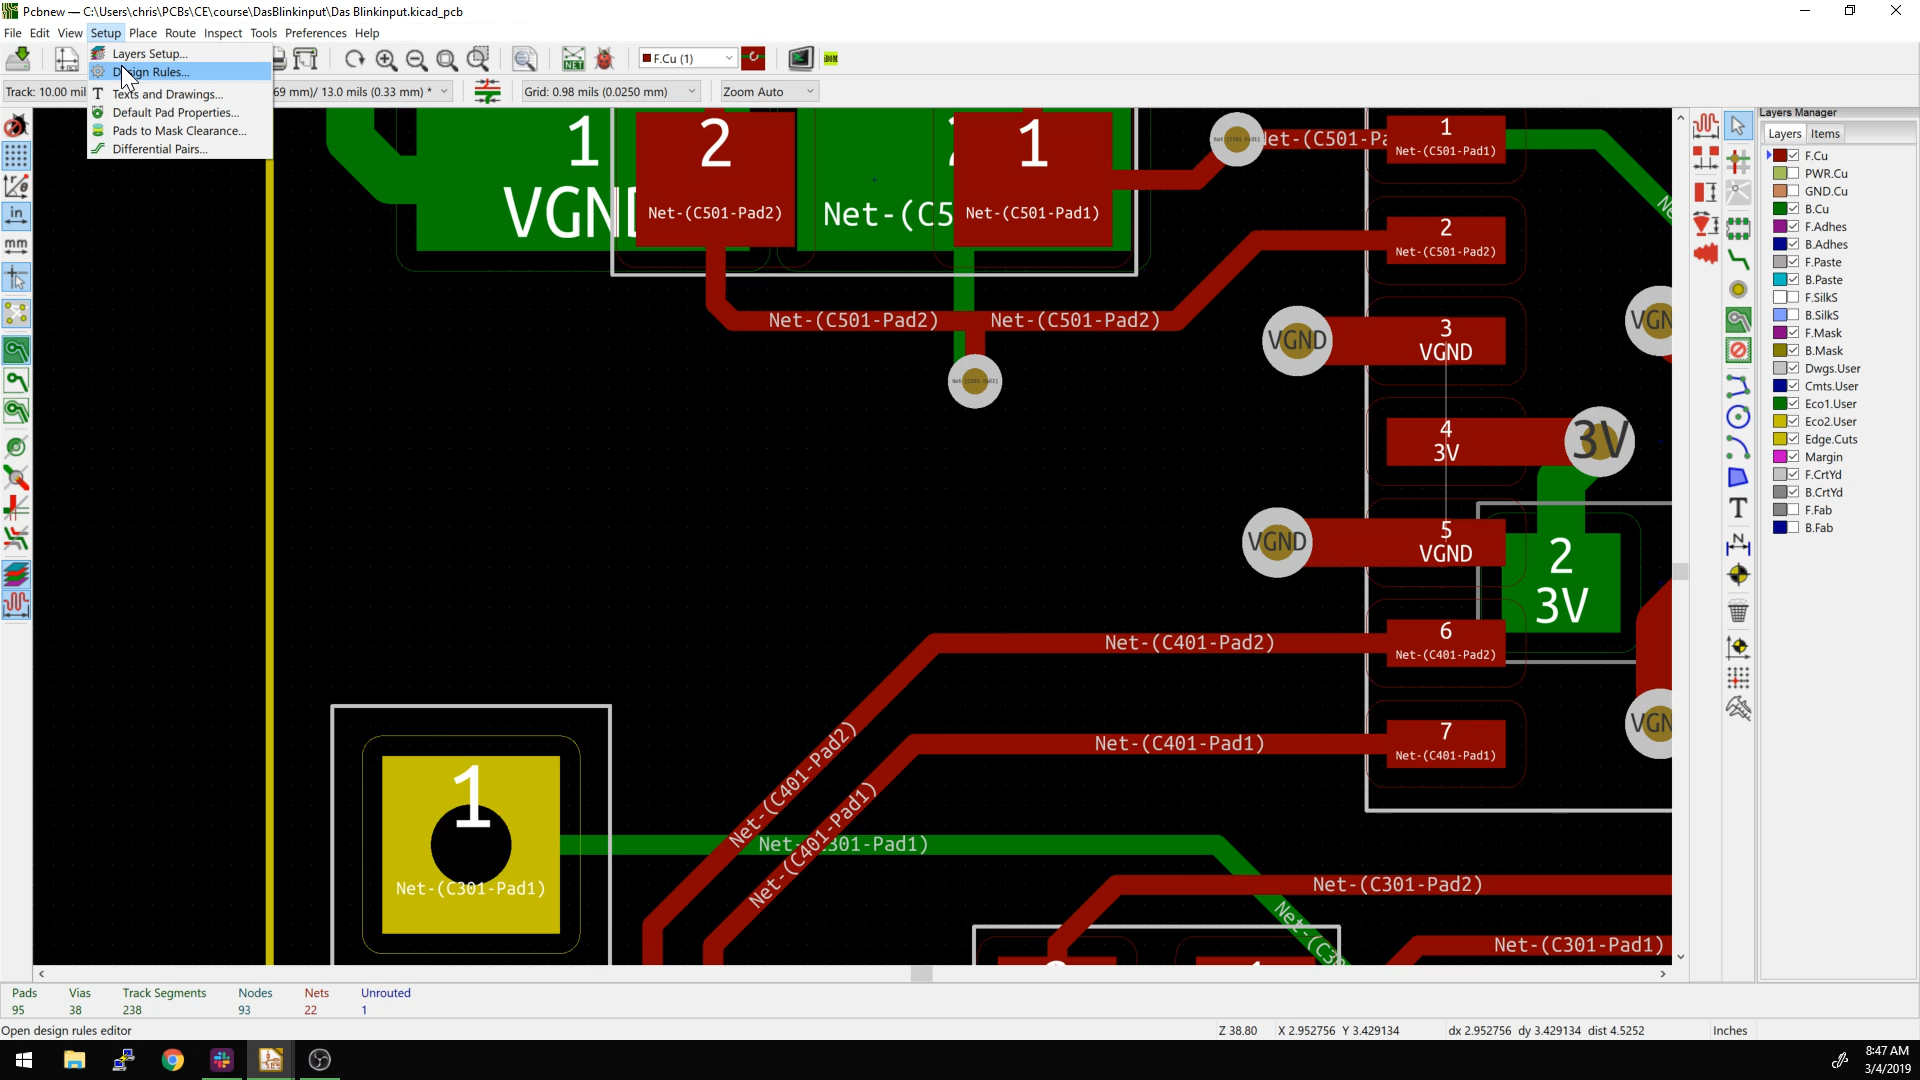 Pcbnew — C:\Users\chris\PCBs\CE\course\DasBlinkinput\Das Blinkinput.kicad_pcb
File Edit View Setup Place Route Inspect Tools Preferences Help
Layers Setup...
F.Cu (1)
Track: 10.00 mil
69 mm)/ 13.0 mils (0.33 mm) *
Grid: 0.98 mils (0.0250 mm)
Zoom Auto
Texts and Drawings...
Default Pad Properties...
Pads to Mask Clearance...
Differential Pairs...
in
mm
1
2
Net-(C501-Pad2)
Net-(C5
1
Net-(C501-Pad1)
1
Net-(C501-Pad1)
2
Net-(C501-Pad2)
Net-(C501-Pad2)
Net-(C501-Pad2)
VGND
3
VGND
4
3V
3V
VGND
5
VGND
2
3V
Net-(C401-Pad2)
6
Net-(C401-Pad2)
Net-(C401-Pad1)
7
Net-(C401-Pad1)
Net-(C401-Pad2)
Net-(C401-Pad1)
1
Net-(C301-Pad1)
Net-(C301-Pad2)
Net-(C301-Pad1)
Layers Manager
Layers Items
F.Cu
PWR.Cu
GND.Cu
B.Cu
F.Adhes
B.Adhes
F.Paste
B.Paste
F.SilkS
B.SilkS
F.Mask
B.Mask
Dwgs.User
Cmts.User
Eco1.User
Eco2.User
Edge.Cuts
Margin
F.CrtYd
B.CrtYd
F.Fab
B.Fab
Pads Vias Track Segments Nodes Nets Unrouted
95 38 238 93 22 1
Open design rules editor
Z 38.80 X 2.952756 Y 3.429134 dx 2.952756 dy 3.429134 dist 4.5252 Inches
8:47 AM
3/4/2019